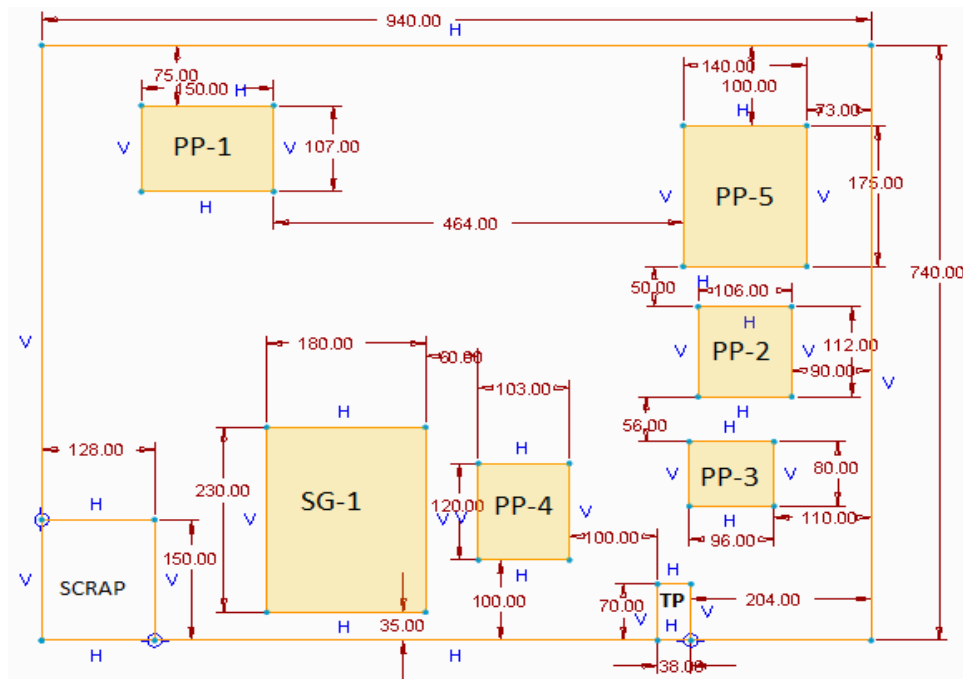 940.00
H
75.00
150.00
H
140.00
100.00
H
73.00
V
PP-1
V
107.00
H
V
PP-5
V
175.00
464.00
740.00
50.00
H
106.00
H
V
PP-2
V
112.00
90.00
V
V
H
56.00
H
180.00
60.00
103.00
H
H
128.00
V
PP-3
V
80.00
230.00
SG-1
120.00
PP-4
H
V
V
V
V
H
96.00
110.00
100.00
150.00
V
SCRAP
V
H
100.00
H
70.00
TP
V
V
H
204.00
H
35.00
H
H
38.00